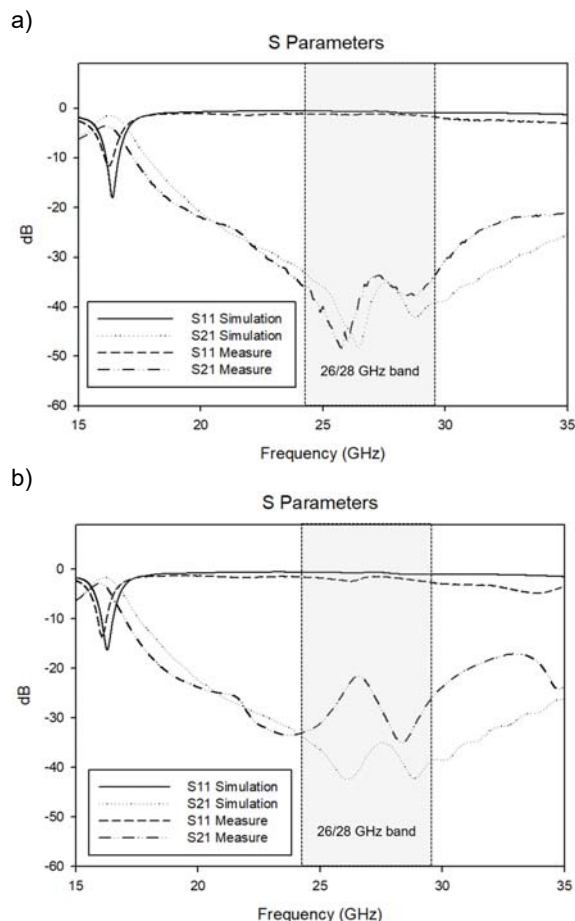 a)
S Parameters
0
-10
-20
-30
-40
-50
-60
dB
S11 Simulation
S21 Simulation
S11 Measure
S21 Measure
26/28 GHz band
15 20 25 30 35
Frequency (GHz)
b)
S Parameters
0
-10
-20
-30
-40
-50
-60
dB
S11 Simulation
S21 Simulation
S11 Measure
S21 Measure
26/28 GHz band
15 20 25 30 35
Frequency (GHz)